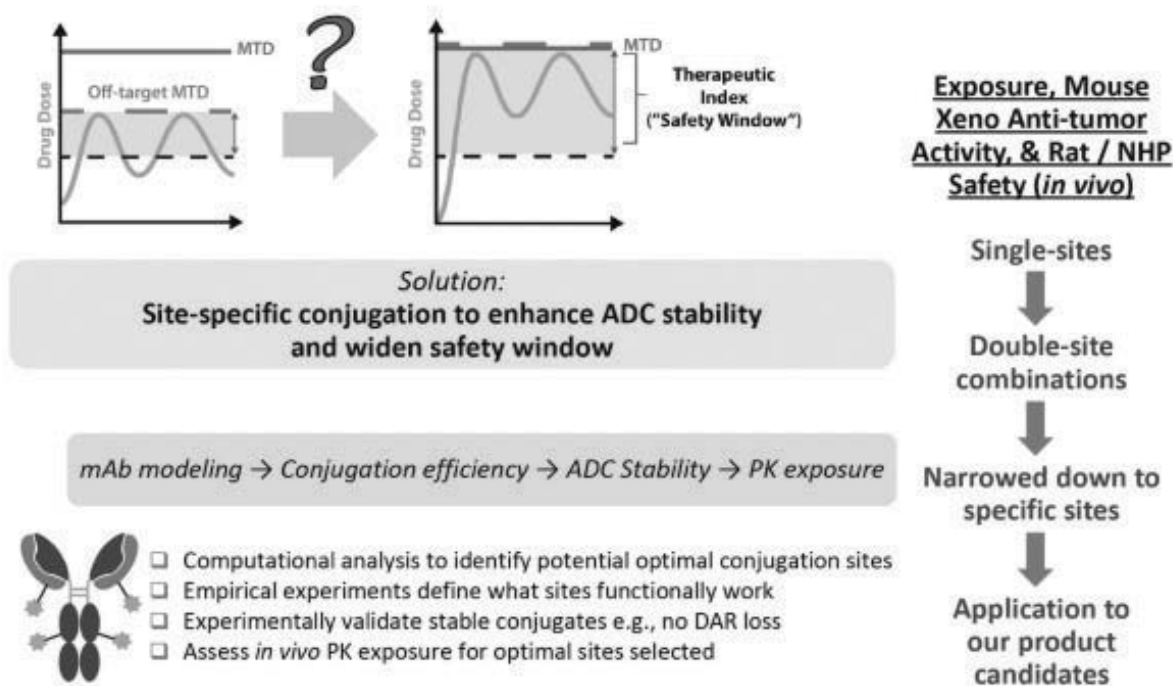 Drug Dose
MTD
Off-target MTD
?
Drug Dose
MTD
Therapeutic
Index
("Safety Window")
Solution:
Site-specific conjugation to enhance ADC stability
and widen safety window
mAb modeling → Conjugation efficiency → ADC Stability → PK exposure
❑ Computational analysis to identify potential optimal conjugation sites
❑ Empirical experiments define what sites functionally work
❑ Experimentally validate stable conjugates e.g., no DAR loss
❑ Assess in vivo PK exposure for optimal sites selected
Exposure, Mouse
Xeno Anti-tumor
Activity, & Rat / NHP
Safety (in vivo)
Single-sites
Double-site
combinations
Narrowed down to
specific sites
Application to
our product
candidates